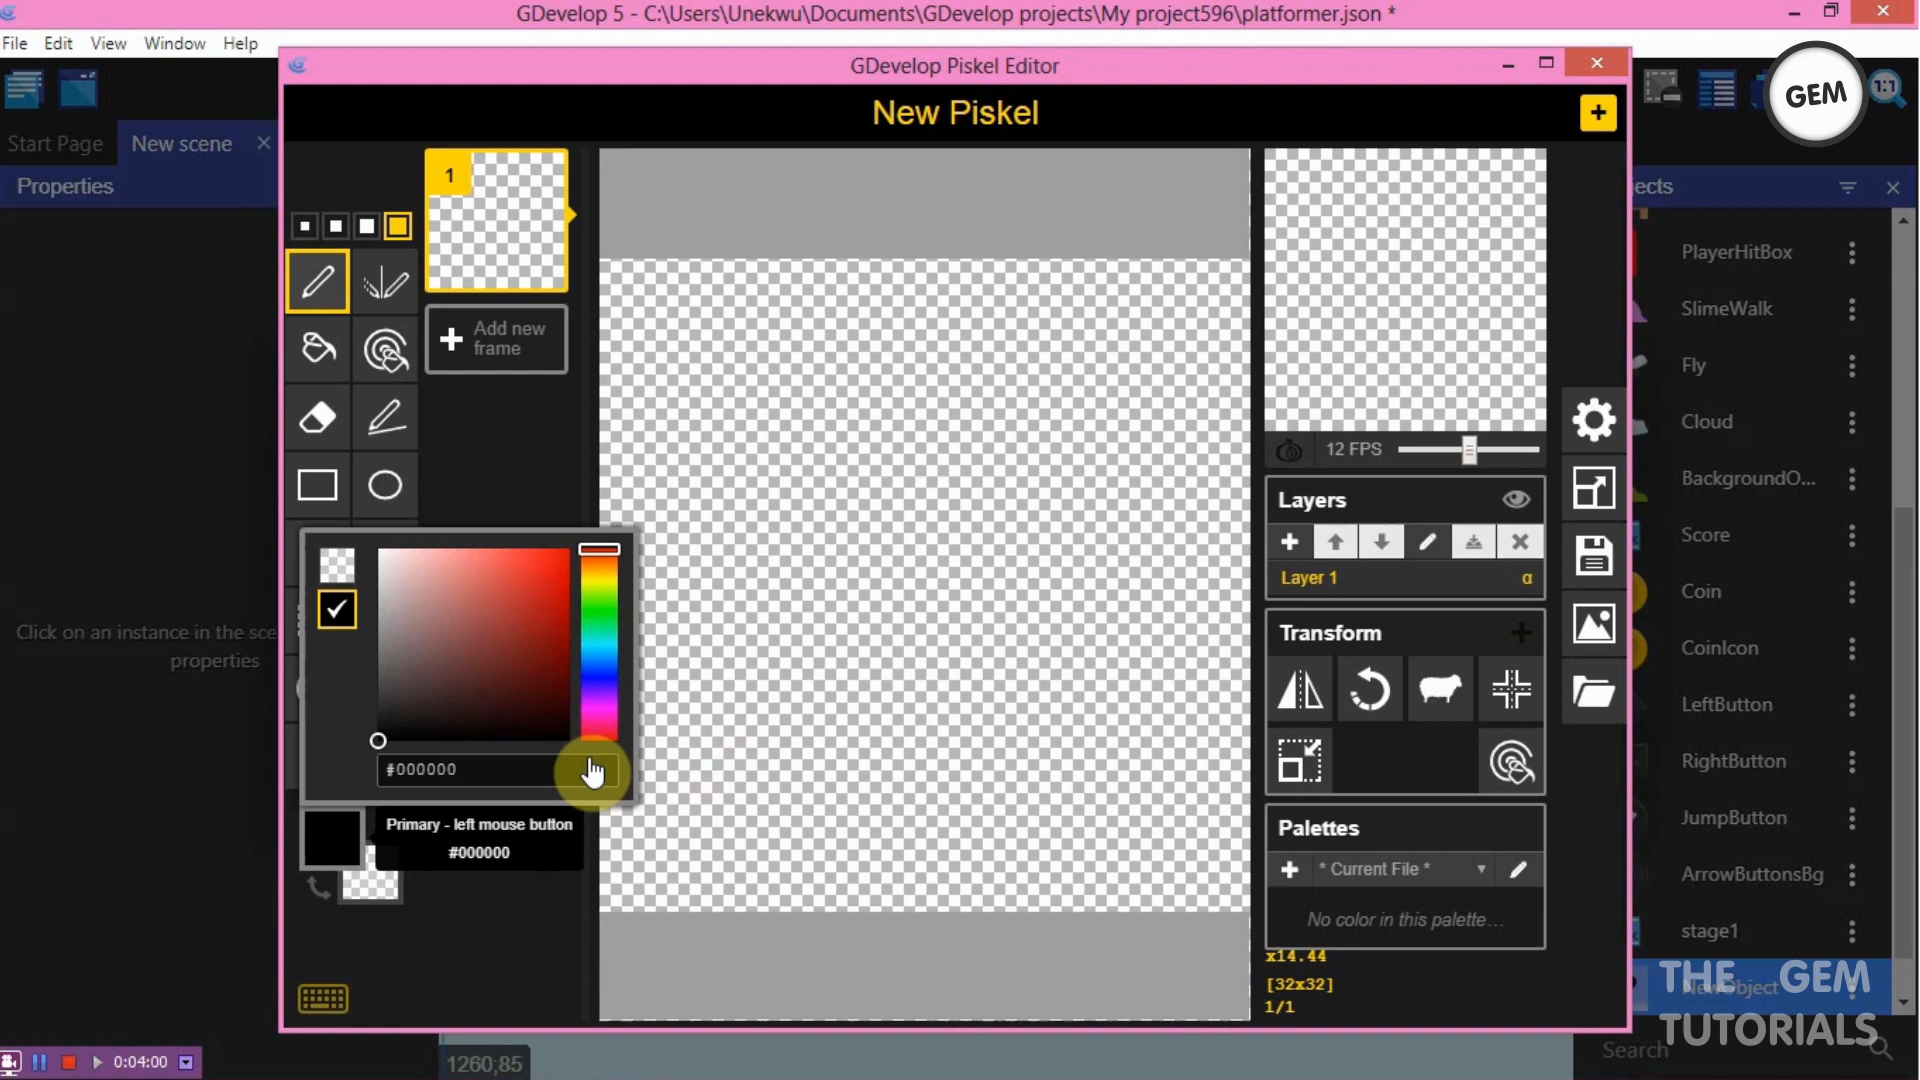 GDevelop 5 - C:\Users\Unekwu\Documents\GDevelop projects\My project596\platformer.json *
File Edit View Window Help
GDevelop Piskel Editor
GEM
1:1
New Piskel
+
Start Page
New scene
Properties
ects
1
Add new
frame
PlayerHitBox
SlimeWalk
Fly
Cloud
BackgroundO...
Score
Coin
CoinIcon
LeftButton
RightButton
JumpButton
ArrowButtonsBg
stage1
NewObject
12 FPS
Layers
Layer 1
α
Transform
Click on an instance in the sce
properties
#000000
Primary - left mouse button
#000000
Palettes
* Current File *
No color in this palette...
x14.44
[32x32]
1/1
THE GEM
TUTORIALS
Search
0:04:00
1260;85